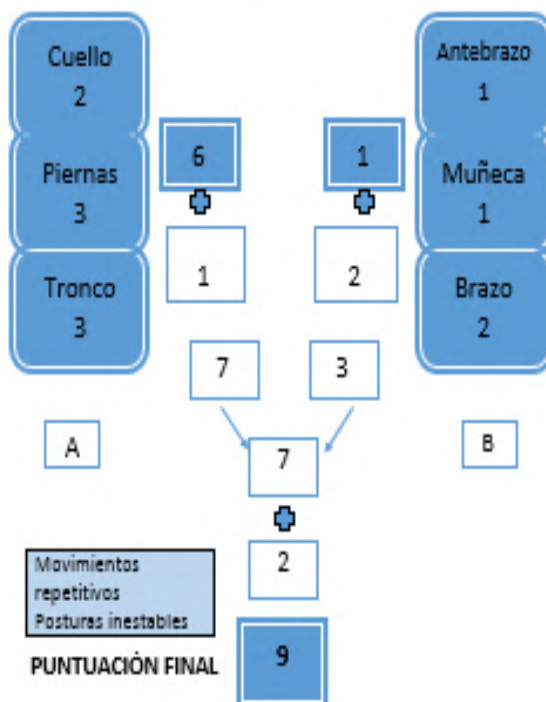 Cuello
2
Piernas
3
Tronco
3
6
1
7
1
2
3
Antebrazo
1
Muñeca
1
Brazo
2
A
B
7
2
Movimientos
repetitivos
Posturas inestables
PUNTUACIÓN FINAL
9